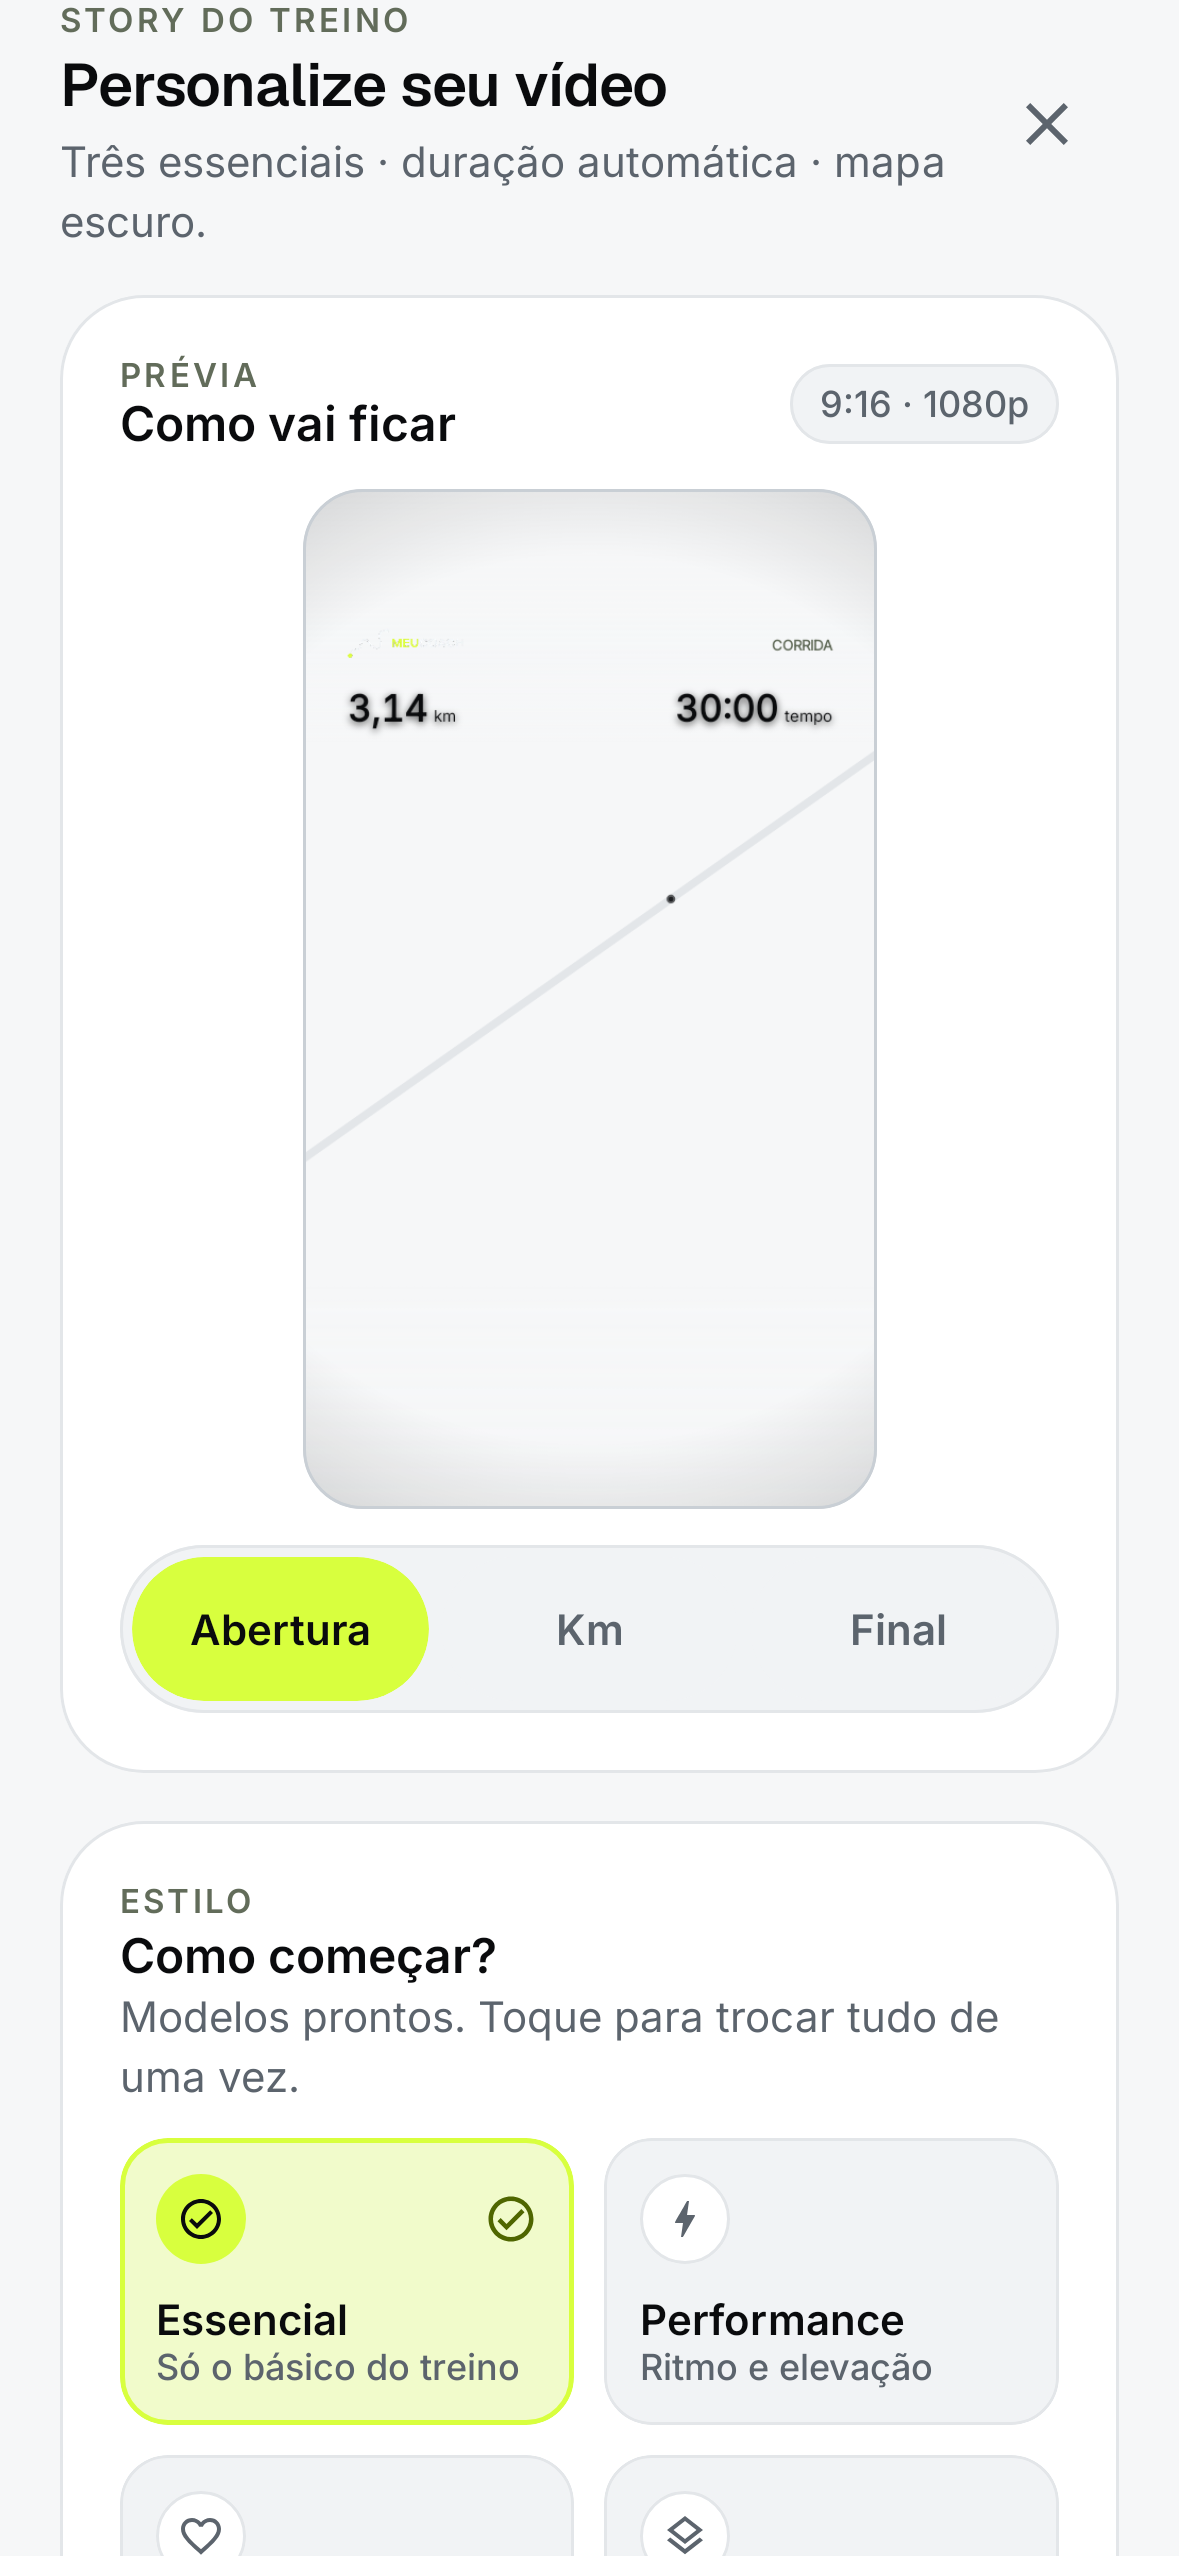 STORY DO TREINO
Personalize seu vídeo
Três essenciais · duração automática · mapa
escuro.
PRÉVIA
Como vai ficar
9:16 · 1080p
MEU
CORRIDA
3,14 km
30:00 tempo
Abertura
Km
Final
ESTILO
Como começar?
Modelos prontos. Toque para trocar tudo de
uma vez.
Essencial
Só o básico do treino
Performance
Ritmo e elevação